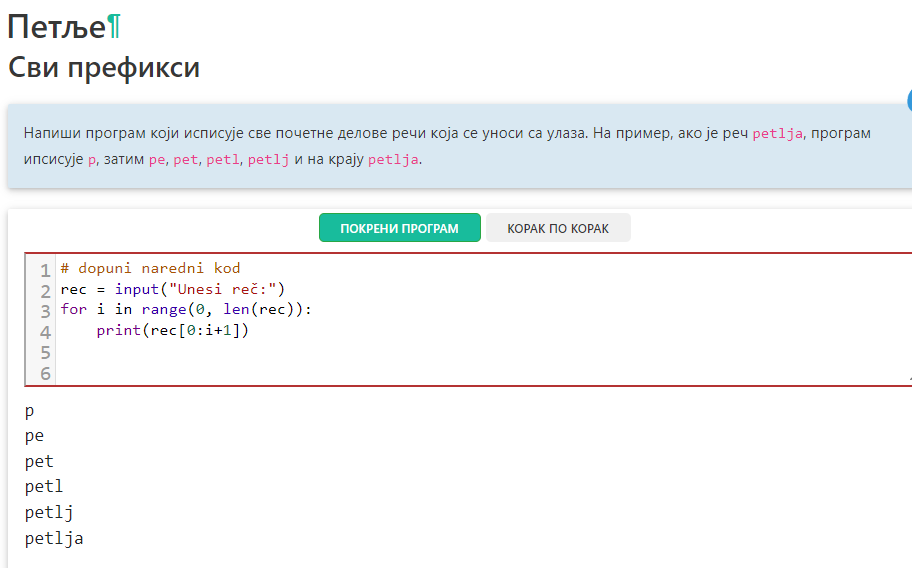 Петље¶
Сви префикси
Напиши програм који исписује све почетне делове речи која се уноси са улаза. На пример, ако је реч petlja, програм
ипсисује p, затим pe, pet, petl, petlj и на крају petlja.
ПОКРЕНИ ПРОГРАМ КОРАК ПО КОРАК
1 # dopuni naredni kod
2 rec = input("Unesi reč:")
3 for i in range(0, len(rec)):
4     print(rec[0:i+1])
5
6
p
pe
pet
petl
petlj
petlja